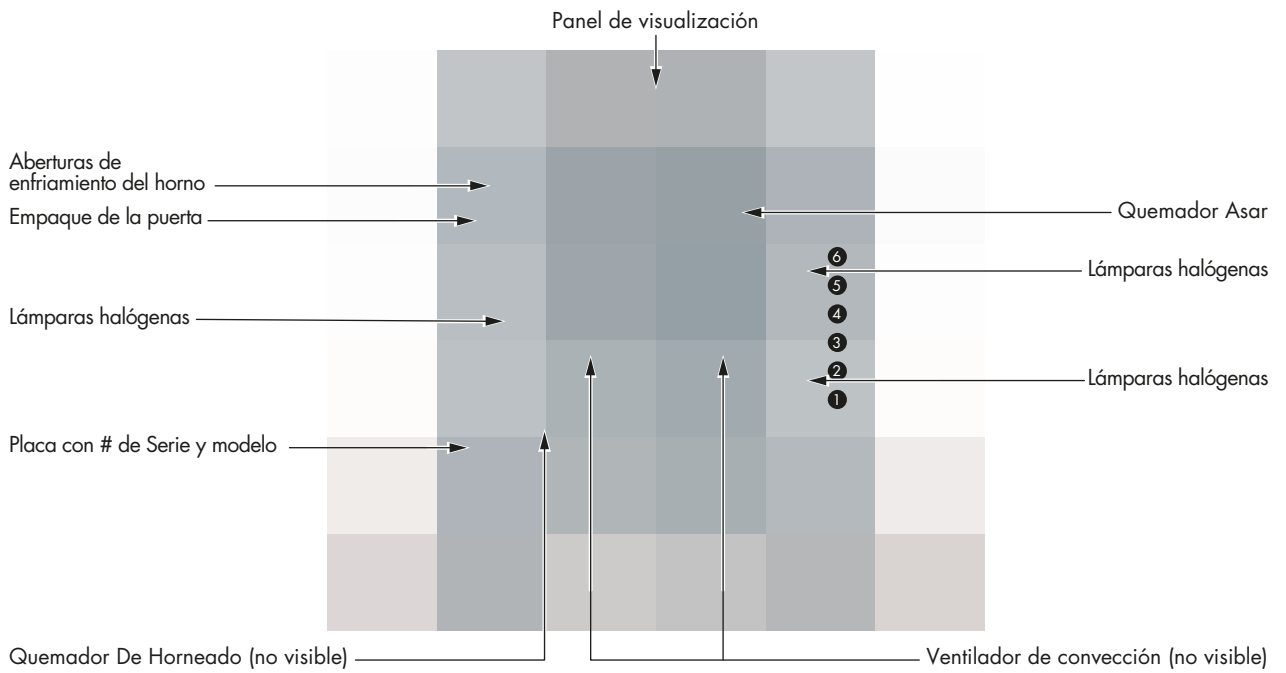 Panel de visualización
Aberturas de
enfriamiento del horno
Empaque de la puerta
Quemador Asar
6
Lámparas halógenas
5
Lámparas halógenas
4
3
2
Lámparas halógenas
1
Placa con # de Serie y modelo
Quemador De Horneado (no visible)
Ventilador de convección (no visible)